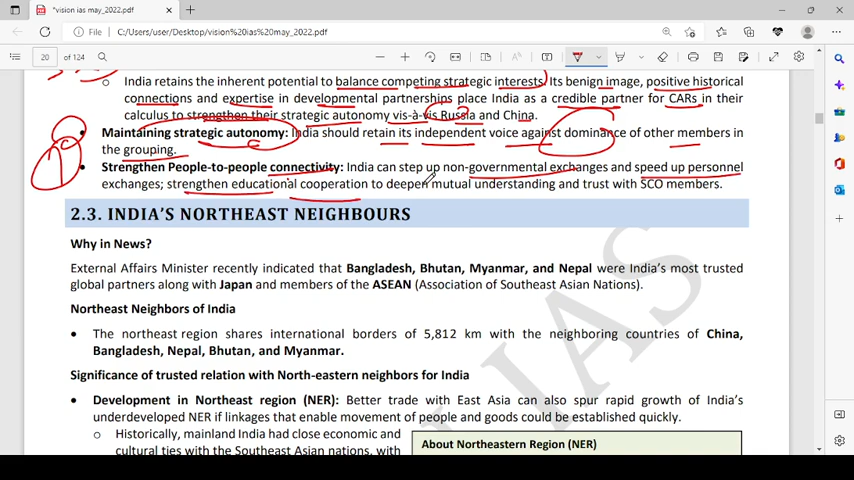 *vision ias may_2022.pdf
C:/Users/user/Desktop/vision%20ias%20may_2022.pdf
20 of 124
India retains the inherent potential to balance competing strategic interests. Its benign image, positive historical
connections and expertise in developmental partnerships place India as a credible partner for CARs in their
calculus to strengthen their strategic autonomy vis-à-vis Russia and China.
Maintaining strategic autonomy: India should retain its independent voice against dominance of other members in
the grouping.
Strengthen People-to-people connectivity: India can step up non-governmental exchanges and speed up personnel
exchanges; strengthen educational cooperation to deepen mutual understanding and trust with SCO members.
2.3. INDIA'S NORTHEAST NEIGHBOURS
Why in News?
External Affairs Minister recently indicated that Bangladesh, Bhutan, Myanmar, and Nepal were India's most trusted
global partners along with Japan and members of the ASEAN (Association of Southeast Asian Nations).
Northeast Neighbors of India
The northeast region shares international borders of 5,812 km with the neighboring countries of China,
Bangladesh, Nepal, Bhutan, and Myanmar.
Significance of trusted relation with North-eastern neighbors for India
Development in Northeast region (NER): Better trade with East Asia can also spur rapid growth of India's
underdeveloped NER if linkages that enable movement of people and goods could be established quickly.
Historically, mainland India had close economic and
cultural ties with the Southeast Asian nations, with
About Northeastern Region (NER)
IAS